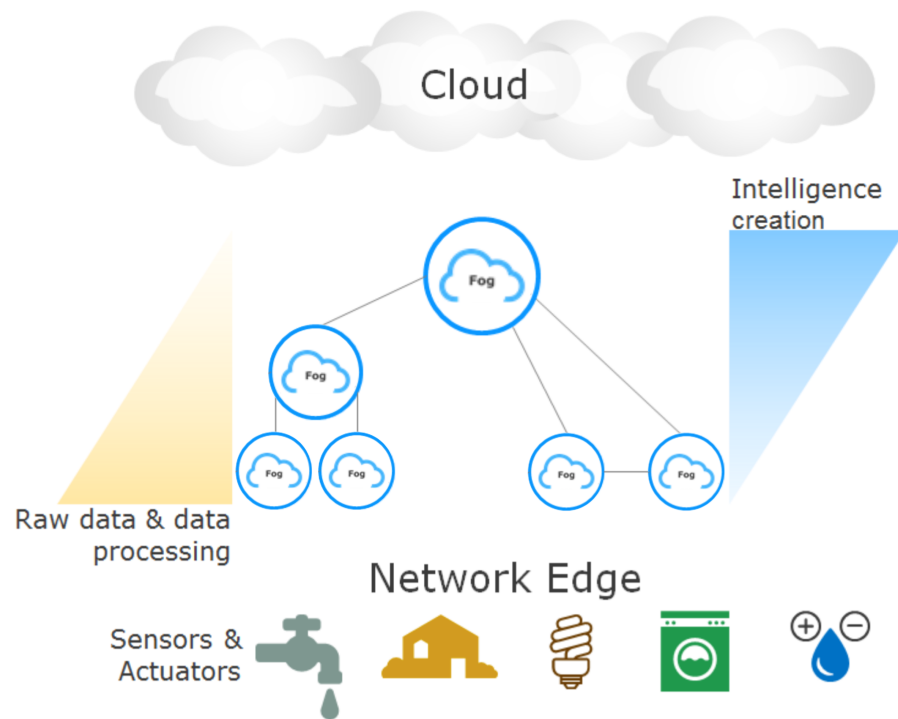 Cloud
Intelligence
creation
Fog
Fog
Fog
Fog
Fog
Fog
Raw data & data
processing
Network Edge
Sensors &
Actuators